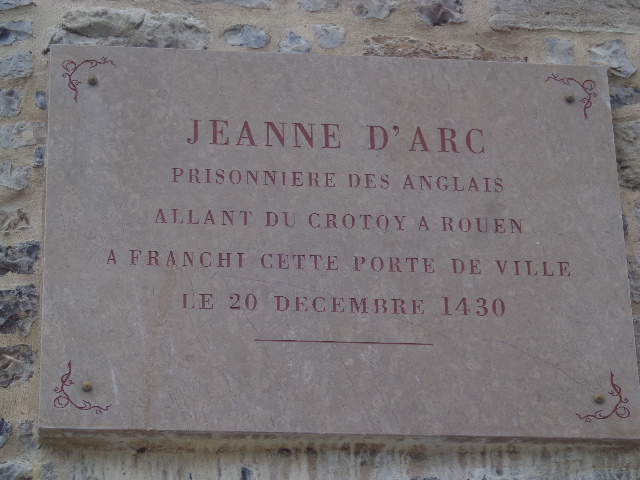 JEANNE D'ARC
PRISONNIERE DES ANGLAIS
ALLANT DU CROTOY A ROUEN
A FRANCHI CETTE PORTE DE VILLE
LE 20 DECEMBRE 1430